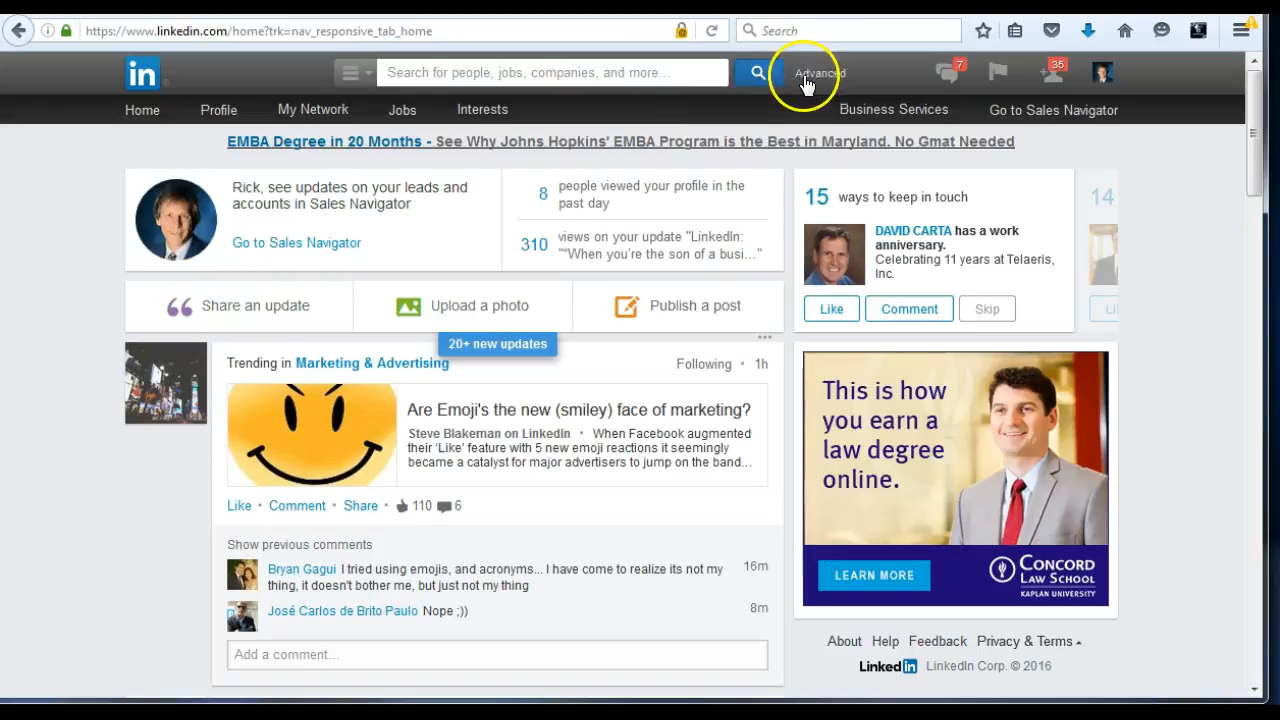 https://www.linkedin.com/home?trk=nav_responsive_tab_home
Search
in
Search for people, jobs, companies, and more...
Advanced
7
35
Home
Profile
My Network
Jobs
Interests
Business Services
Go to Sales Navigator
EMBA Degree in 20 Months - See Why Johns Hopkins' EMBA Program is the Best in Maryland. No Gmat Needed
Rick, see updates on your leads and
accounts in Sales Navigator
Go to Sales Navigator
8 people viewed your profile in the
past day
310 views on your update "LinkedIn:
"“When you're the son of a busi..."
15 ways to keep in touch
14
DAVID CARTA has a work
anniversary.
Celebrating 11 years at Telaeris,
Inc.
Like
Comment
Skip
Li
Share an update
Upload a photo
Publish a post
20+ new updates
Trending in Marketing & Advertising
Following • 1h
Are Emoji's the new (smiley) face of marketing?
Steve Blakeman on LinkedIn • When Facebook augmented
their 'Like' feature with 5 new emoji reactions it seemingly
became a catalyst for major advertisers to jump on the band...
Like • Comment • Share • 110 6
Show previous comments
Bryan Gagui I tried using emojis, and acronyms... I have come to realize its not my
thing, it doesn't bother me, but just not my thing
16m
José Carlos de Brito Paulo Nope ;))
8m
Add a comment...
This is how
you earn a
law degree
online.
LEARN MORE
CONCORD
LAW SCHOOL
KAPLAN UNIVERSITY
About Help Feedback Privacy & Terms
Linked in LinkedIn Corp. © 2016